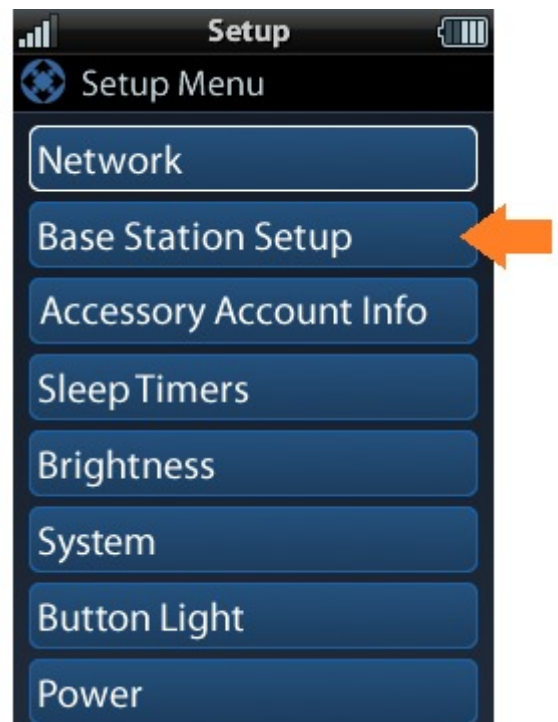 Setup
Setup Menu
Network
Base Station Setup
Accessory Account Info
Sleep Timers
Brightness
System
Button Light
Power